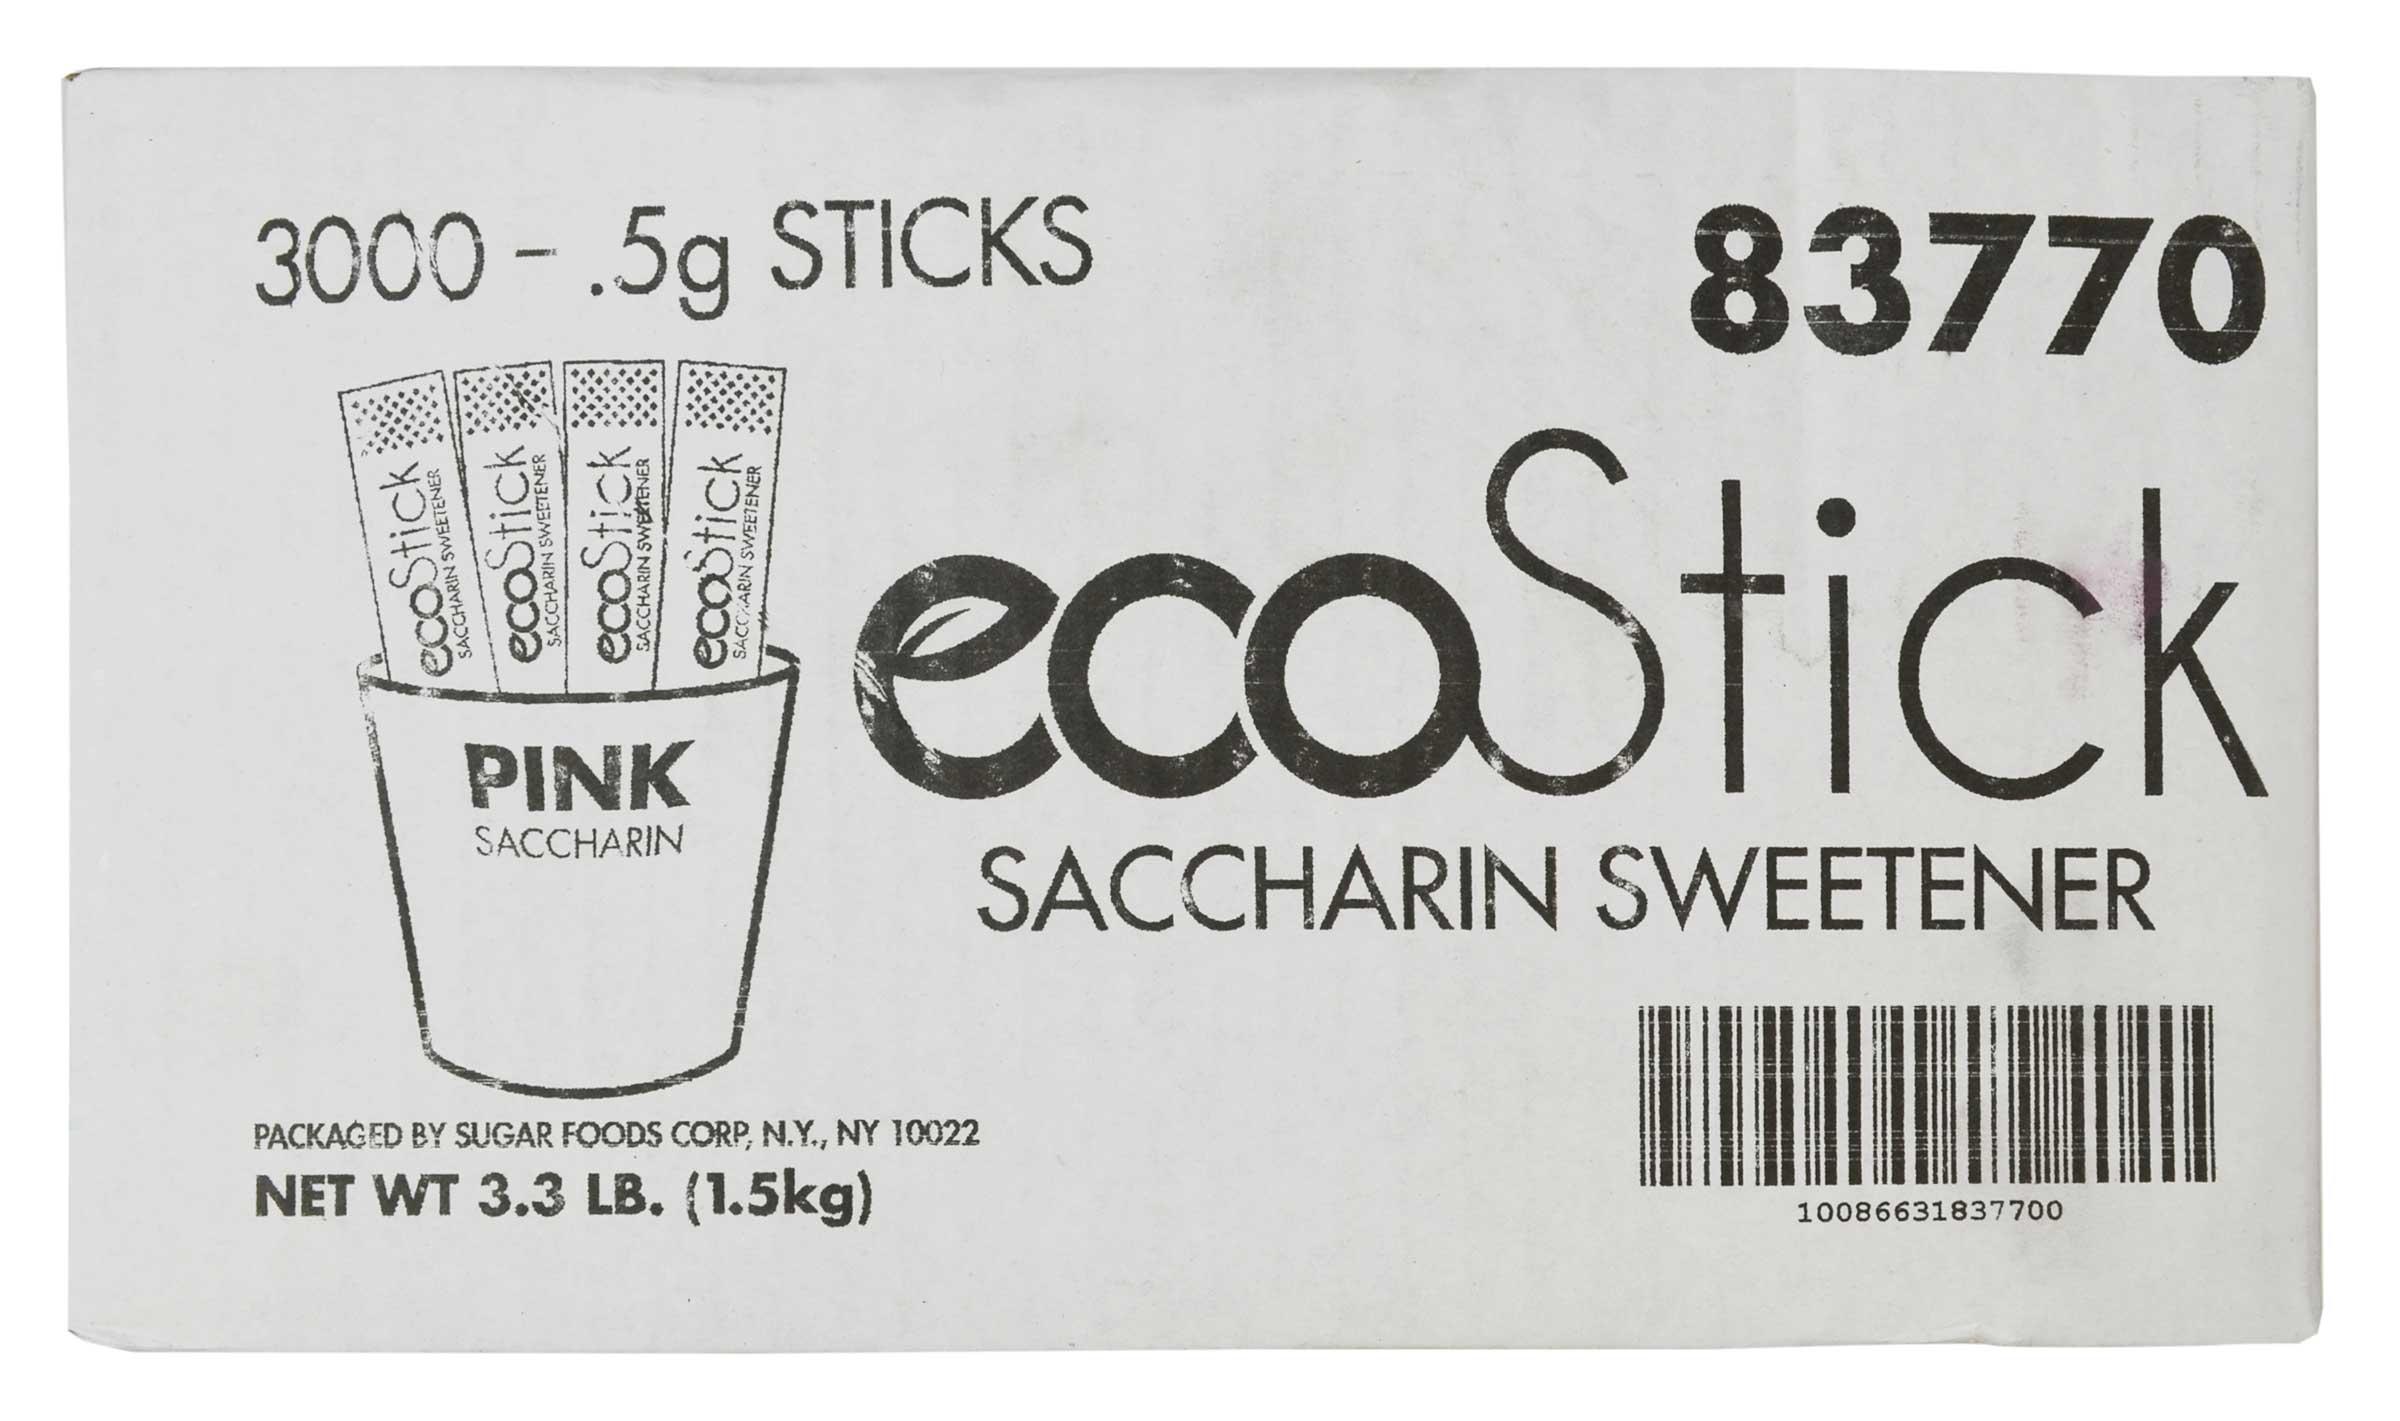 3000 - .5g STICKS
83770
ecoStick
SACCHARIN SWEETENER
ecoStick
SACCHARIN SWEETENER
ecoStick
SACCHARIN SWEETENER
ecoStick
SACCHARIN SWEETENER
ecoStick
SACCHARIN SWEETENER
PINK
SACCHARIN
PACKAGED BY SUGAR FOODS CORP, N.Y., NY 10022
NET WT 3.3 LB. (1.5kg)
10086631837700